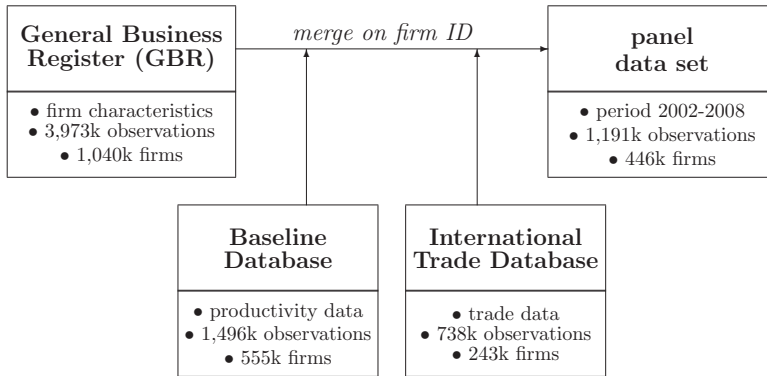 General Business
Register (GBR)
• firm characteristics
• 3,973k observations
• 1,040k firms
merge on firm ID
panel
data set
• period 2002-2008
• 1,191k observations
• 446k firms
Baseline
Database
• productivity data
• 1,496k observations
• 555k firms
International
Trade Database
• trade data
• 738k observations
• 243k firms